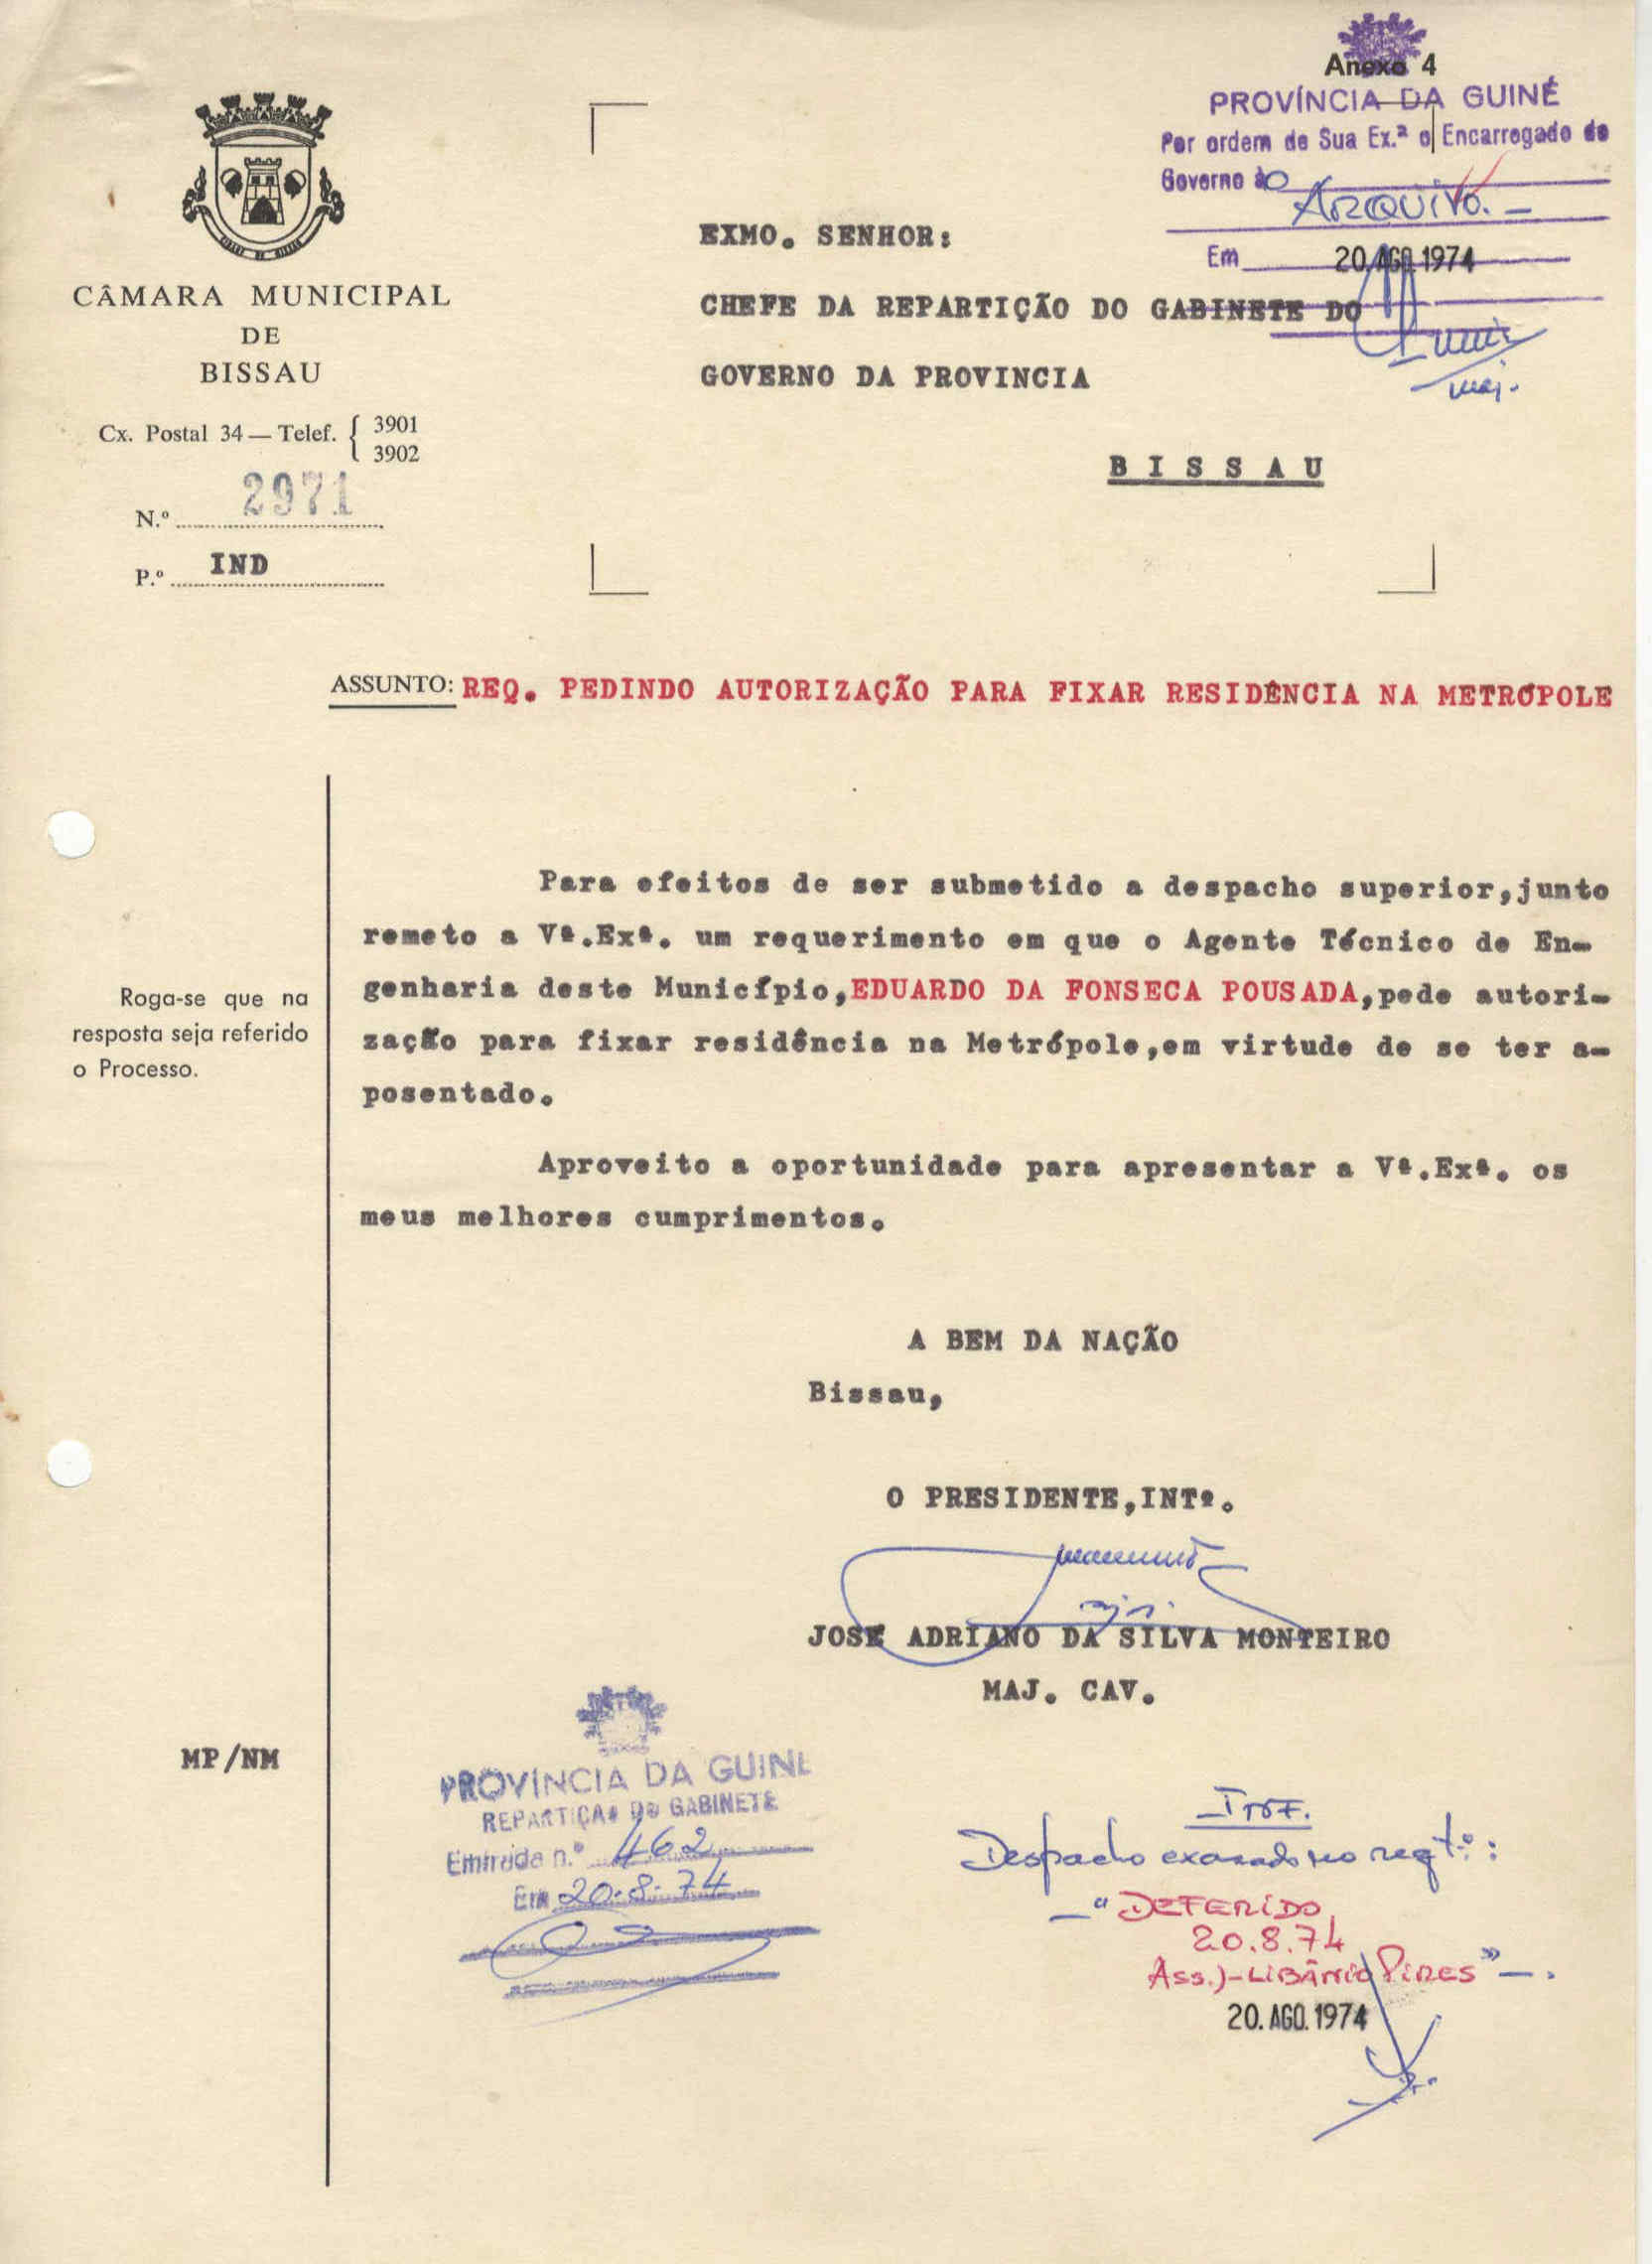 Anexo 4
PROVÍNCIA DA GUINÉ
Por ordem de Sua Ex.ª o Encarregado do
Governo ao
ARQUIVO. —
Em 20 AGO 1974
maj.
CIDADE DE BISSAU
CÂMARA MUNICIPAL
DE
BISSAU
Cx. Postal 34 — Telef. { 3901
3902
N.º 2971
P.º IND
EXMO. SENHOR:
CHEFE DA REPARTIÇÃO DO GABINETE DO
GOVERNO DA PROVINCIA
B I S S A U
ASSUNTO: REQ. PEDINDO AUTORIZAÇÃO PARA FIXAR RESIDÊNCIA NA METRÓPOLE
Roga-se que na
resposta seja referido
o Processo.
Para efeitos de ser submetido a despacho superior,junto
remeto a Vª.Exª. um requerimento em que o Agente Técnico de En-
genharia deste Município,EDUARDO DA FONSECA POUSADA,pede autori-
zação para fixar residência na Metrópole,em virtude de se ter a-
posentado.
Aproveito a oportunidade para apresentar a Vª.Exª. os
meus melhores cumprimentos.
A BEM DA NAÇÃO
Bissau,
O PRESIDENTE,INTº.
JOSÉ ADRIANO DA SILVA MONTEIRO
MAJ. CAV.
MP/NM
PROVÍNCIA DA GUINÉ
REPARTIÇÃO DO GABINETE
Entrada n.º 462
Em 20-8-74
Inf.
Despacho exarado no reqtº.:
—"DEFERIDO
20.8.74
Ass.)-LIBÂNIO PIRES"—.
20. AGO. 1974